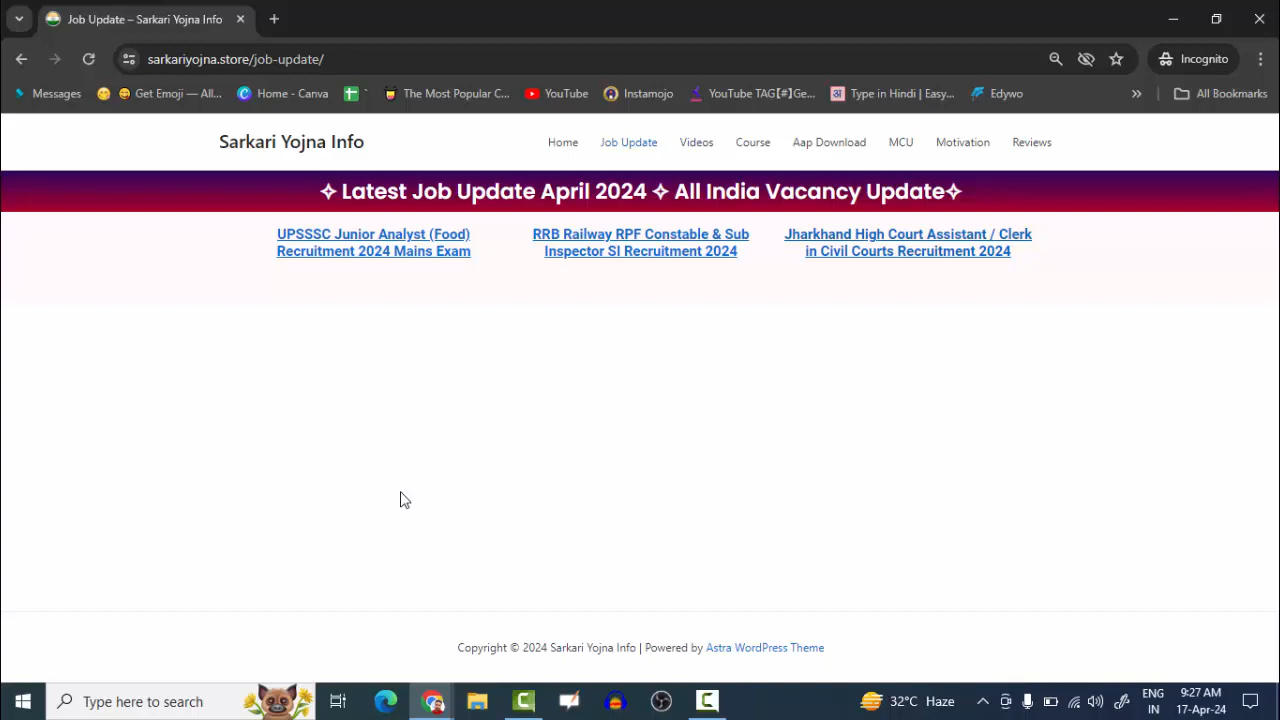 Job Update – Sarkari Yojna Info
sarkariyojna.store/job-update/
Incognito
Messages
Get Emoji — All...
Home - Canva
The Most Popular C...
YouTube
Instamojo
YouTube TAG[#]Ge...
Type in Hindi | Easy...
Edywo
All Bookmarks
Sarkari Yojna Info
Home
Job Update
Videos
Course
Aap Download
MCU
Motivation
Reviews
✧ Latest Job Update April 2024 ✧ All India Vacancy Update✧
UPSSSC Junior Analyst (Food)
Recruitment 2024 Mains Exam
RRB Railway RPF Constable & Sub
Inspector SI Recruitment 2024
Jharkhand High Court Assistant / Clerk
in Civil Courts Recruitment 2024
Copyright © 2024 Sarkari Yojna Info | Powered by Astra WordPress Theme
Type here to search
32°C Haze
ENG
IN
9:27 AM
17-Apr-24